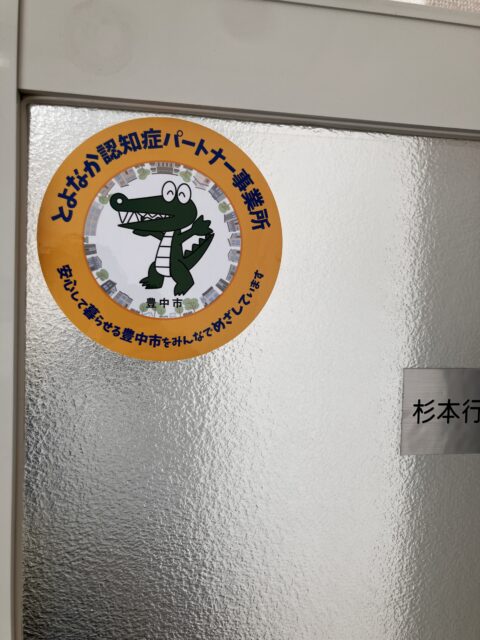 とよなか認知症パートナー事業所
豊中市
安心して暮らせる豊中市をみんなでめざしています
杉本行